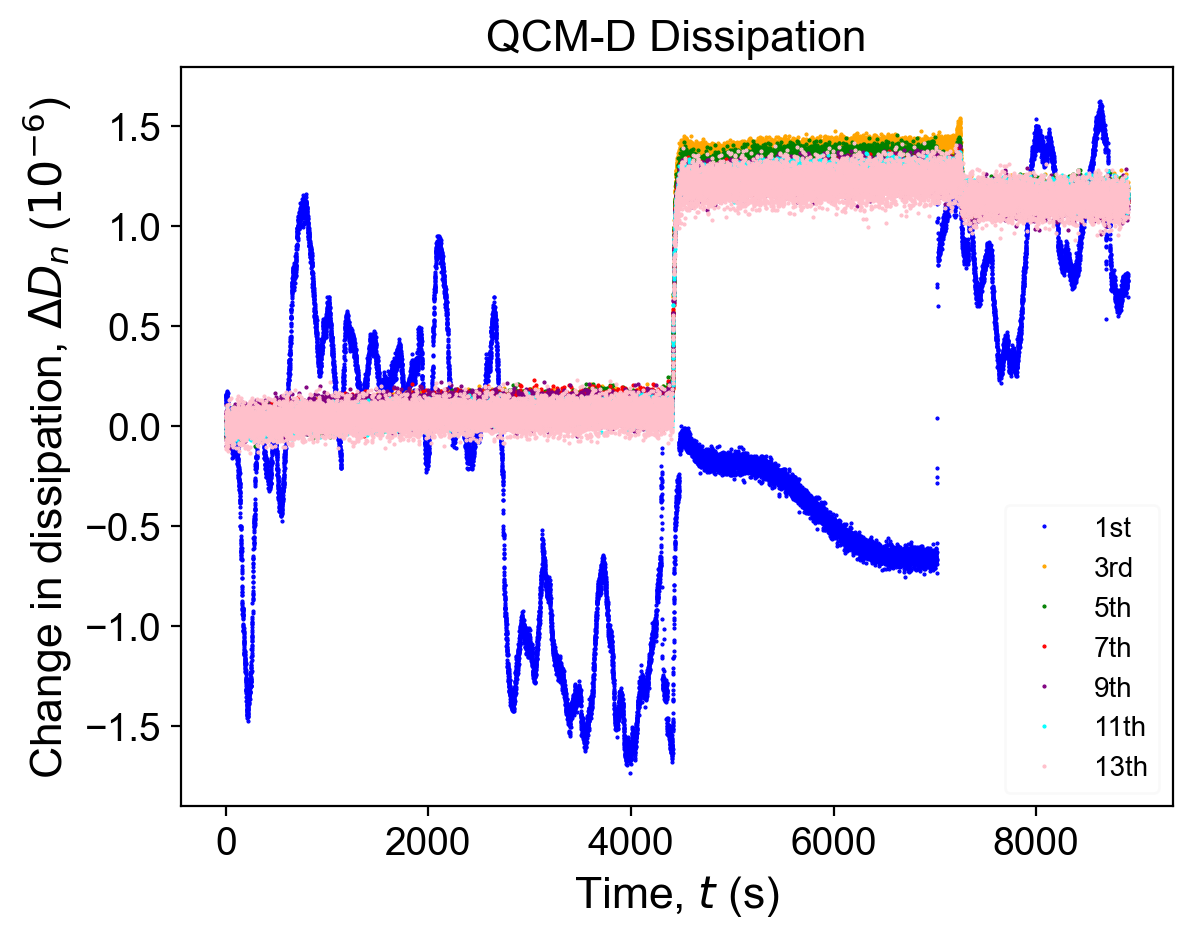 QCM-D Dissipation
Change in dissipation, ΔDₙ (10⁻⁶)
1.5
1.0
0.5
0.0
−0.5
−1.0
−1.5
0
2000
4000
6000
8000
Time, t (s)
1st
3rd
5th
7th
9th
11th
13th